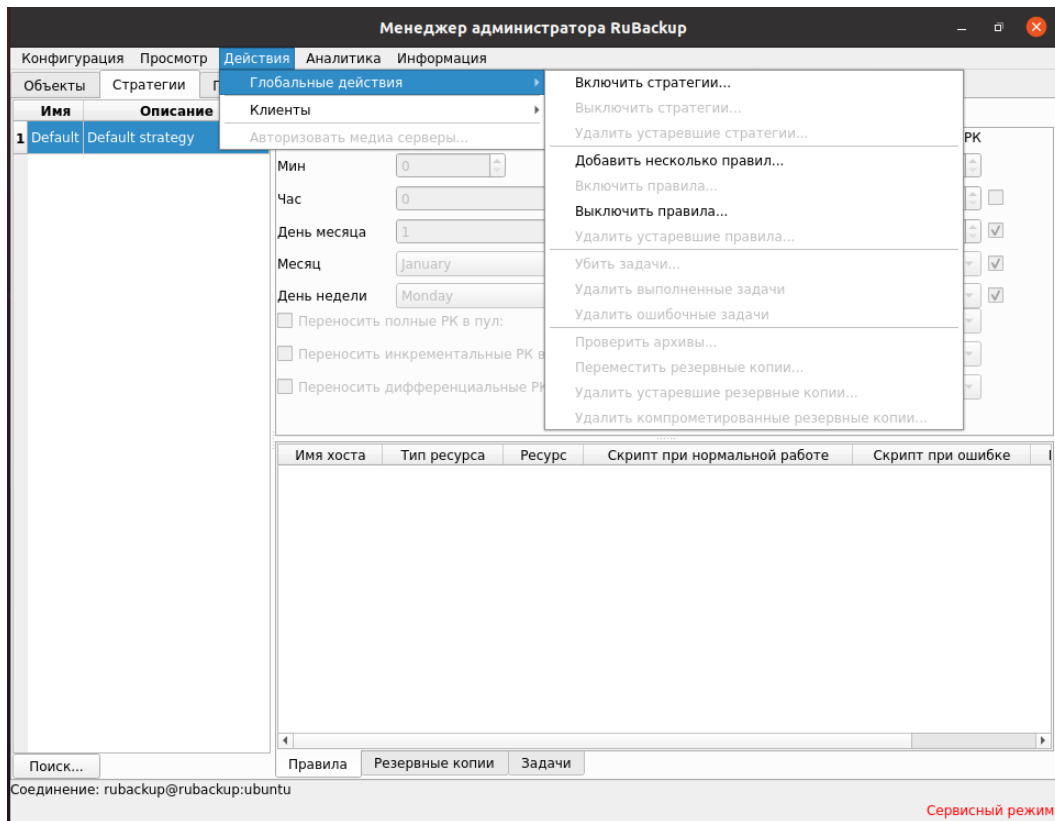 Менеджер администратора RuBackup
Конфигурация Просмотр Действия Аналитика Информация
Объекты Стратегии
Глобальные действия
Клиенты
Авторизовать медиа серверы...
Включить стратегии...
Выключить стратегии...
Удалить устаревшие стратегии...
Добавить несколько правил...
Включить правила...
Выключить правила...
Удалить устаревшие правила...
Убить задачи...
Удалить выполненные задачи
Удалить ошибочные задачи
Проверить архивы...
Переместить резервные копии...
Удалить устаревшие резервные копии...
Удалить компрометированные резервные копии...
Имя Описание
1 Default Default strategy
РК
Мин 0
Час 0
День месяца 1
Месяц January
День недели Monday
Переносить полные РК в пул:
Переносить инкрементальные РК в
Переносить дифференциальные РК
Имя хоста Тип ресурса Ресурс Скрипт при нормальной работе Скрипт при ошибке
Поиск...
Правила Резервные копии Задачи
Соединение: rubackup@rubackup:ubuntu
Сервисный режим